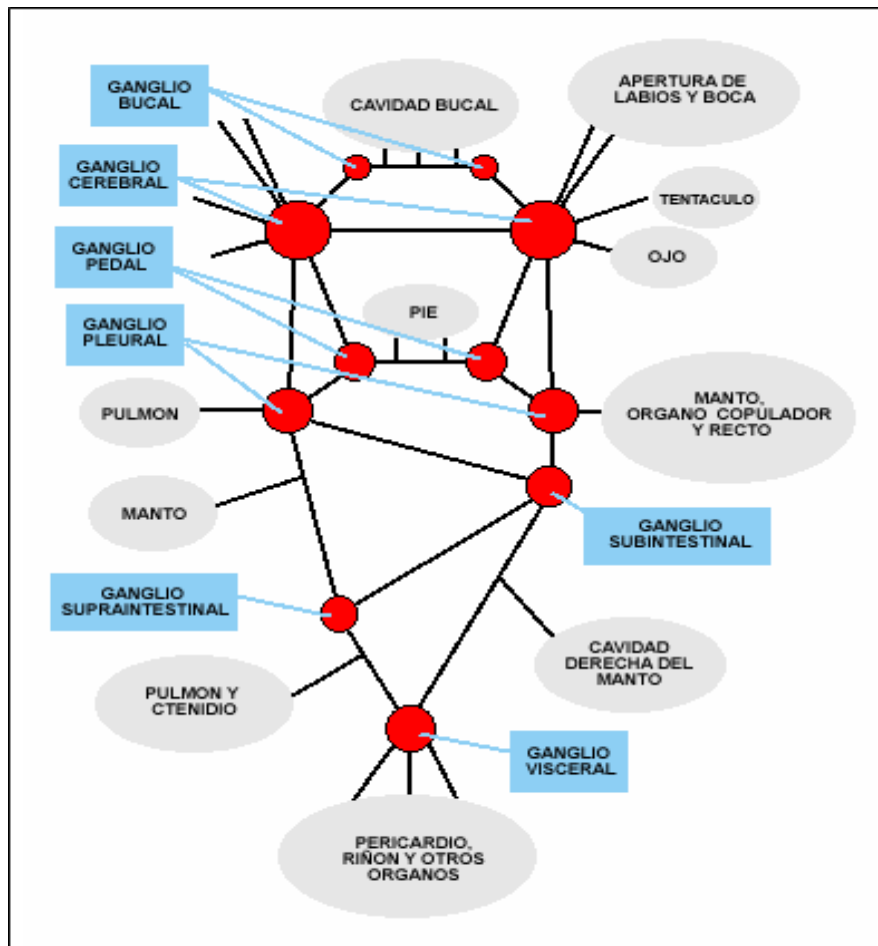 GANGLIO
BUCAL
CAVIDAD BUCAL
APERTURA DE
LABIOS Y BOCA
GANGLIO
CEREBRAL
TENTACULO
OJO
GANGLIO
PEDAL
PIE
GANGLIO
PLEURAL
PULMON
MANTO,
ORGANO COPULADOR
Y RECTO
MANTO
GANGLIO
SUBINTESTINAL
GANGLIO
SUPRAINTESTINAL
CAVIDAD
DERECHA DEL
MANTO
PULMON Y
CTENIDIO
GANGLIO
VISCERAL
PERICARDIO,
RIÑON Y OTROS
ORGANOS